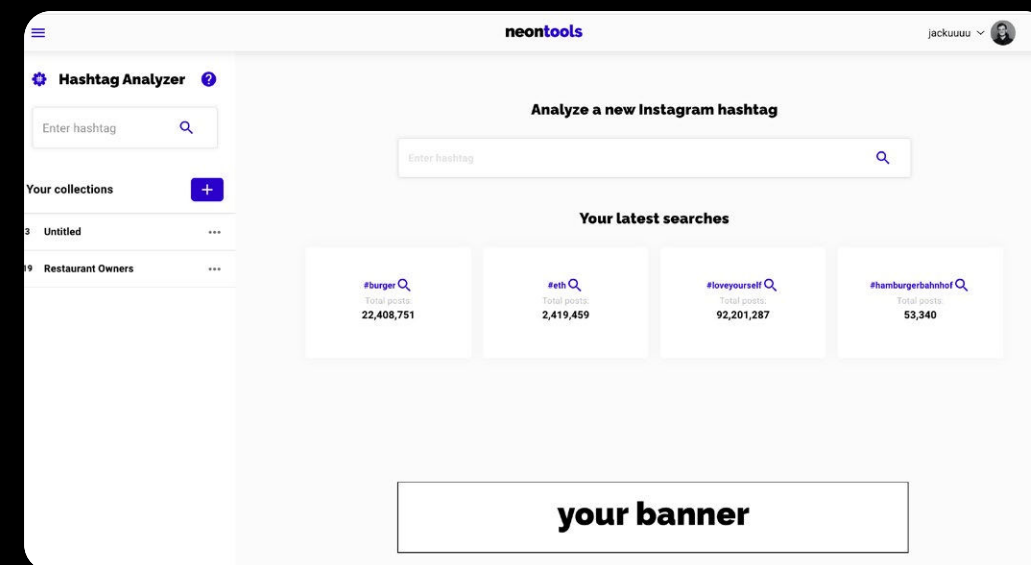 neontools
jackuuuu
Hashtag Analyzer
Enter hashtag
Your collections
3 Untitled
19 Restaurant Owners
Analyze a new Instagram hashtag
Enter hashtag
Your latest searches
#burger
Total posts:
22,408,751
#eth
Total posts:
2,419,459
#loveyourself
Total posts:
92,201,287
#hamburgerbahnhof
Total posts:
53,340
your banner